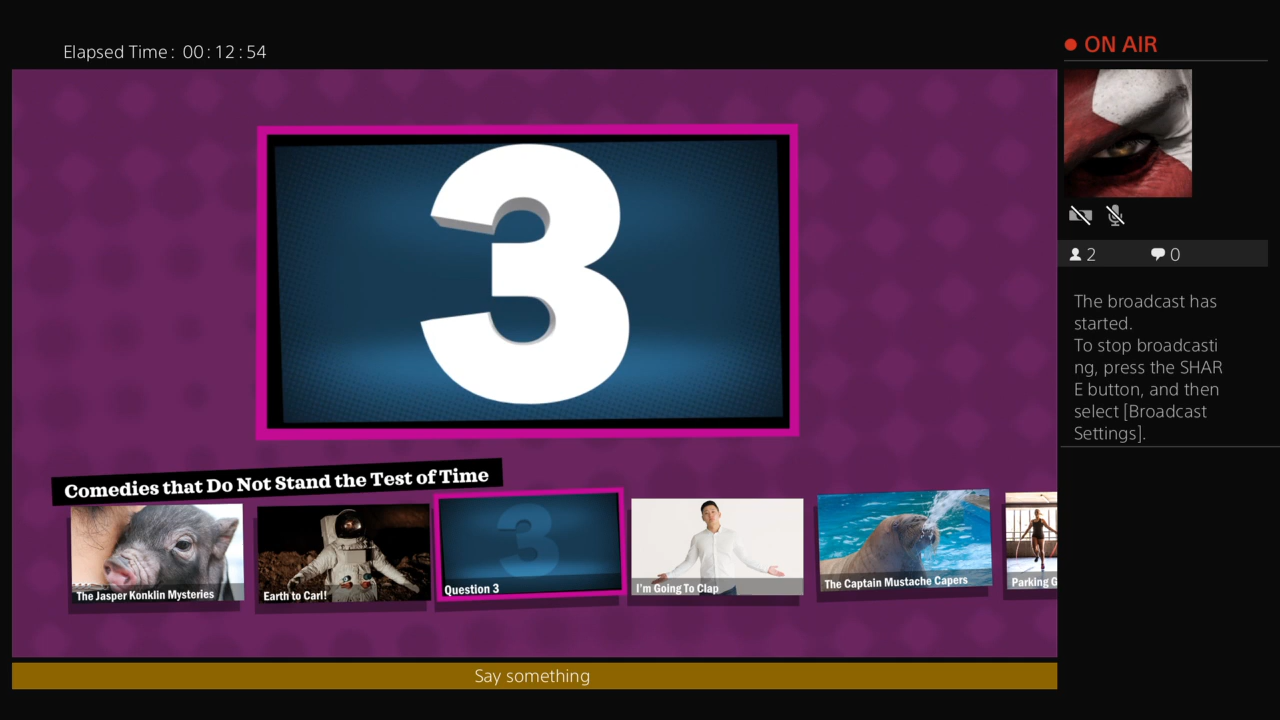 Elapsed Time: 00:12:54
ON AIR
2 0
The broadcast has
started.
To stop broadcasti
ng, press the SHAR
E button, and then
select [Broadcast
Settings].
3
Comedies that Do Not Stand the Test of Time
The Jasper Konklin Mysteries
Earth to Carl!
3
Question 3
I'm Going To Clap
The Captain Mustache Capers
Parking G
Say something